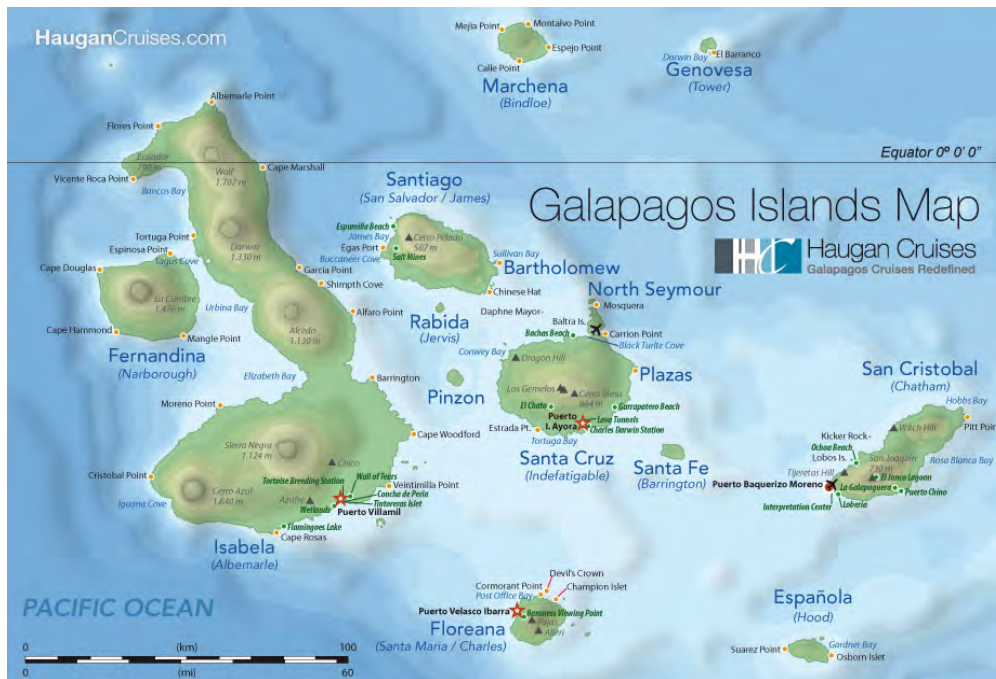 HauganCruises.com
Mejia Point
Montalvo Point
Espejo Point
Calle Point
Marchena
(Bindloe)
Darwin Bay
El Barranco
Genovesa
(Tower)
Equator 0º 0' 0"
Galapagos Islands Map
HC
Haugan Cruises
Galapagos Cruises Redefined
Albemarle Point
Flores Point
Ecuador
790 m
Wolf
1.707 m
Cape Marshall
Vicente Roca Point
Bancos Bay
Tortuga Point
Darwin
1.330 m
Espinosa Point
Tagus Cove
Cape Douglas
La Cumbre
1.476 m
Urbina Bay
Garcia Point
Shimpth Cove
Alfaro Point
Alcedo
1.130 m
Cape Hammond
Mangle Point
Fernandina
(Narborough)
Elizabeth Bay
Barrington
Moreno Point
Cape Woodford
Sierra Negra
1.124 m
Chico
Cristobal Point
Cerro Azul
1.640 m
Iguana Cove
Tortoise Breeding Station
Wall of Tears
Veintimilla Point
Concha de Perla
Tintoreras Islet
Wetlands
Puerto Villamil
Flamingoes Lake
Cape Rosas
Isabela
(Albemarle)
Santiago
(San Salvador / James)
Espumilla Beach
James Bay
Cerro Pelado
507 m
Egas Port
Salt Mines
Buccaneer Cove
Sullivan Bay
Bartholomew
Chinese Hat
Rabida
(Jervis)
Pinzon
North Seymour
Mosquera
Daphne Mayor
Baltra Is.
Carrion Point
Bachas Beach
Black Turlte Cove
Conwey Bay
Dragon Hill
Plazas
Los Gemelos
Cerro Mesa
864 m
El Chato
Garrapatero Beach
Puerto
I. Ayora
Lava Tunnels
Charles Darwin Station
Estrada Pt.
Tortuga Bay
Santa Cruz
(Indefatigable)
Santa Fe
(Barrington)
San Cristobal
(Chatham)
Hobbs Bay
Pitt Poin
Witch Hill
Kicker Rock
Ochoa Beach
Lobos Is.
San Joaquin
730 m
Rosa Blanca Bay
Tijeretas Hill
El Junco Lagoon
Puerto Baquerizo Moreno
La Galapaguera
Puerto Chino
Interpretation Center
Loberia
Devil's Crown
Cormorant Point
Champion Islet
Post Office Bay
Puerto Velasco Ibarra
Baroness Viewing Point
Pajas
Alieri
Floreana
(Santa Maria / Charles)
Española
(Hood)
Suarez Point
Gardner Bay
Osborn Islet
PACIFIC OCEAN
0 (km) 100
0 (mi) 60